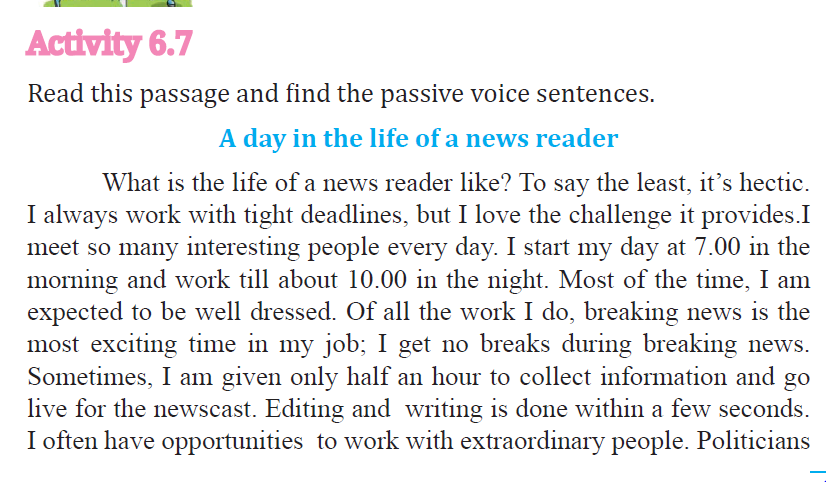 Activity 6.7
Read this passage and find the passive voice sentences.
A day in the life of a news reader
What is the life of a news reader like? To say the least, it's hectic.
I always work with tight deadlines, but I love the challenge it provides.I
meet so many interesting people every day. I start my day at 7.00 in the
morning and work till about 10.00 in the night. Most of the time, I am
expected to be well dressed. Of all the work I do, breaking news is the
most exciting time in my job; I get no breaks during breaking news.
Sometimes, I am given only half an hour to collect information and go
live for the newscast. Editing and writing is done within a few seconds.
I often have opportunities to work with extraordinary people. Politicians